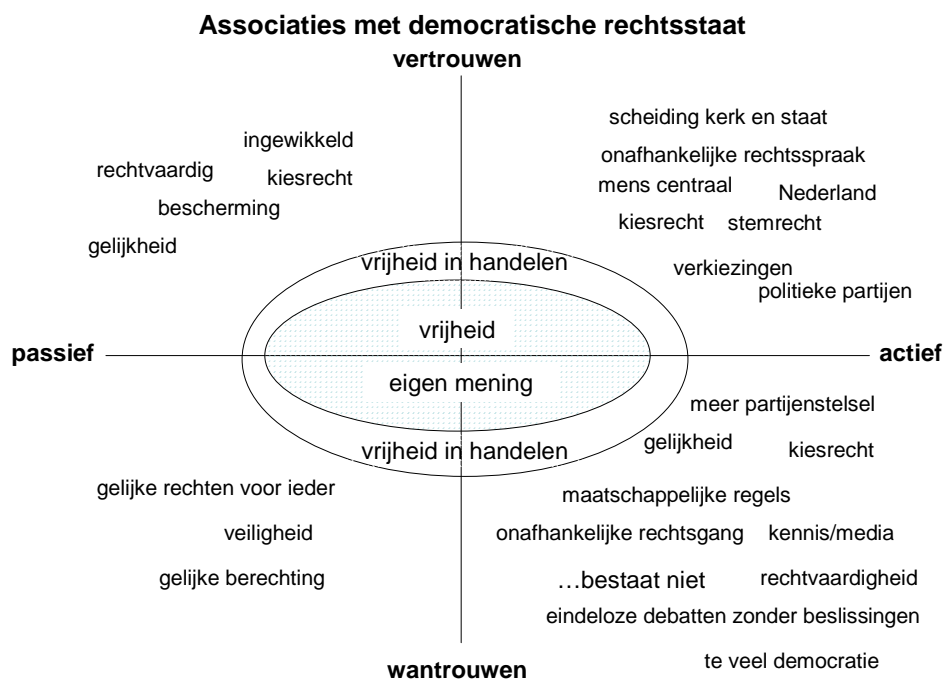 Associaties met democratische rechtsstaat
vertrouwen
scheiding kerk en staat
ingewikkeld
onafhankelijke rechtsspraak
rechtvaardig
kiesrecht
mens centraal
Nederland
bescherming
kiesrecht
stemrecht
gelijkheid
vrijheid in handelen
verkiezingen
politieke partijen
vrijheid
passief
actief
eigen mening
meer partijenstelsel
vrijheid in handelen
gelijkheid
kiesrecht
gelijke rechten voor ieder
maatschappelijke regels
veiligheid
onafhankelijke rechtsgang
kennis/media
gelijke berechting
…bestaat niet
rechtvaardigheid
eindeloze debatten zonder beslissingen
wantrouwen
te veel democratie